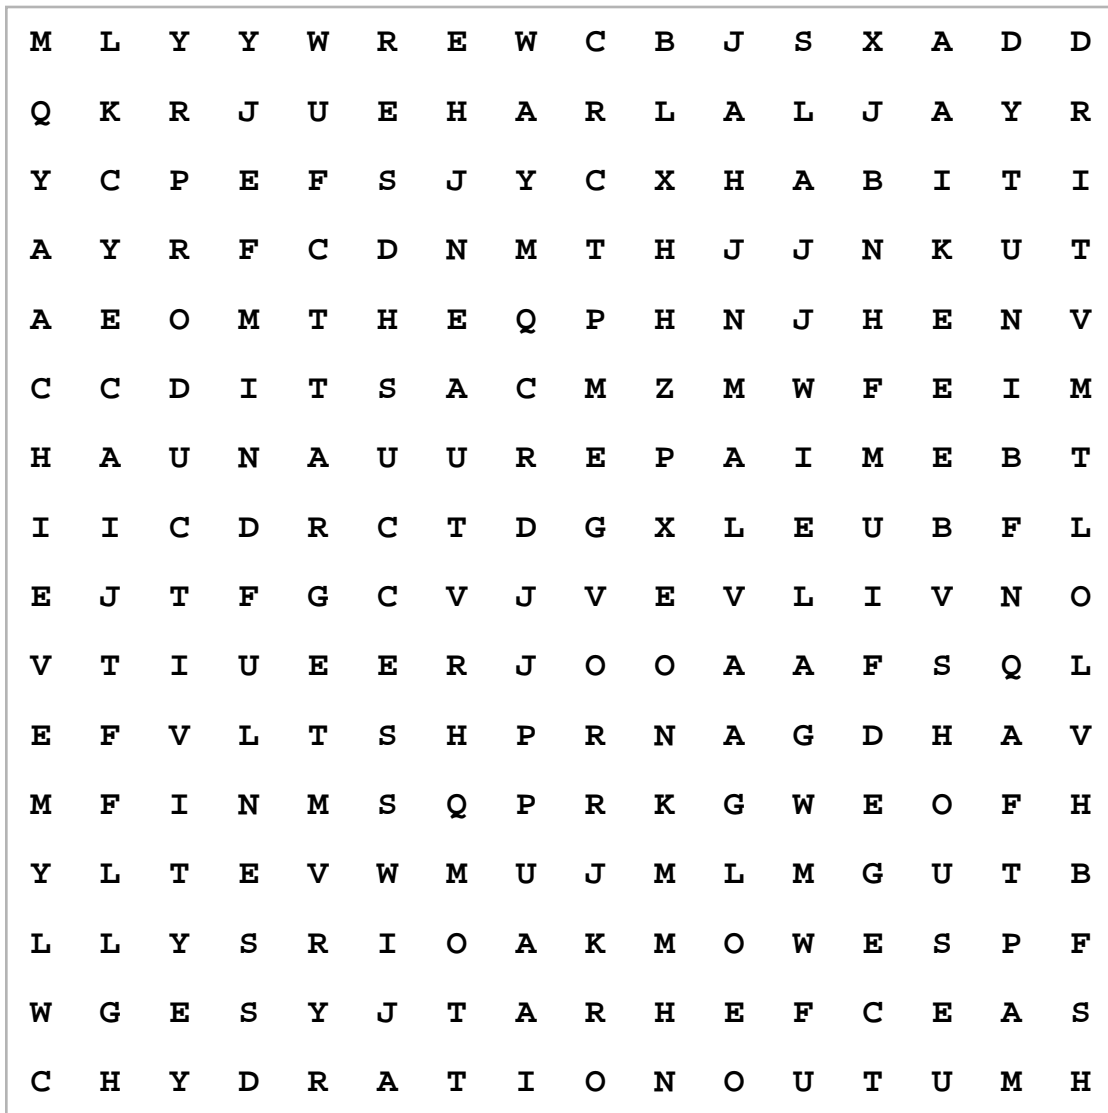 M L Y Y W R E W C B J S X A D D
Q K R J U E H A R L A L J A Y R
Y C P E F S J Y C X H A B I T I
A Y R F C D N M T H J J N K U T
A E O M T H E Q P H N J H E N V
C C D I T S A C M Z M W F E I M
H A U N A U U R E P A I M E B T
I I C D R C T D G X L E U B F L
E J T F G C V J V E V L I V N O
V T I U E E R J O O A A F S Q L
E F V L T S H P R N A G D H A V
M F I N M S Q P R K G W E O F H
Y L T E V W M U J M L M G U T B
L L Y S R I O A K M O W E S P F
W G E S Y J T A R H E F C E A S
C H Y D R A T I O N O U T U M H